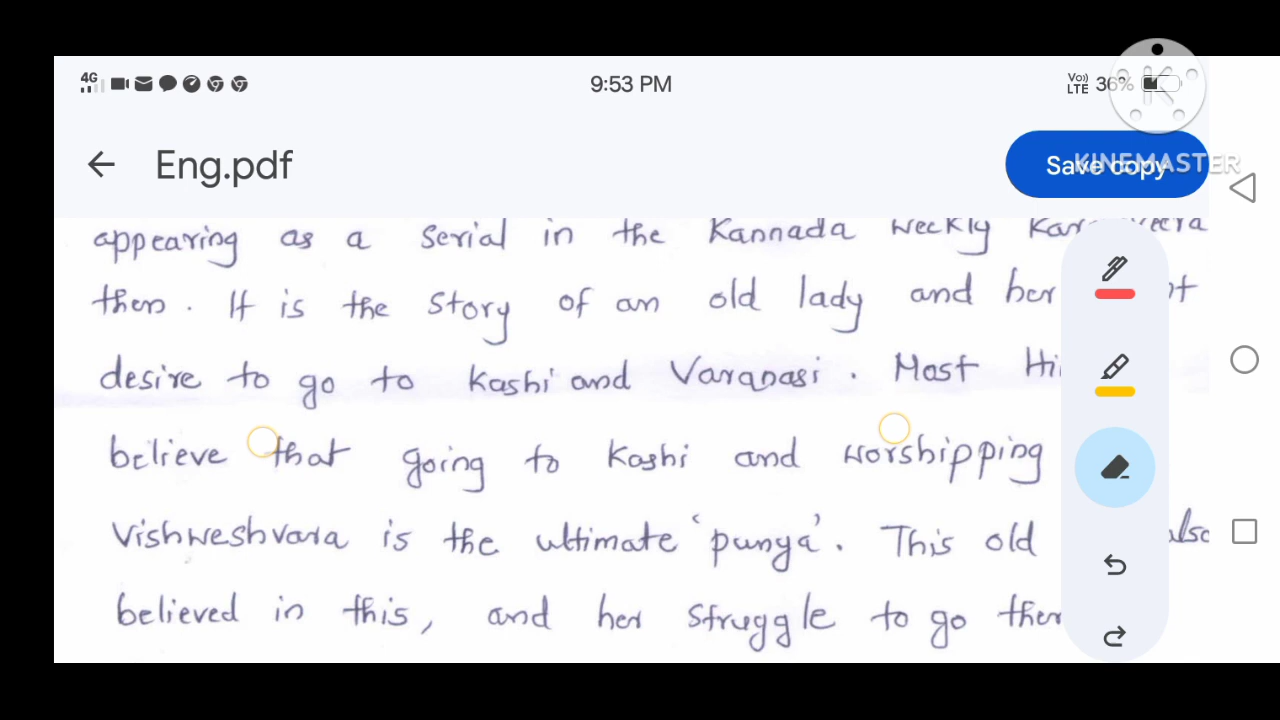 4G 9:53 PM Vo) LTE 36%
Eng.pdf Save copy
KINEMASTER
appearing as a serial in the Kannada weekly
then. It is the story of an old lady and her
desire to go to Kashi and Varanasi. Most
believe that going to Kashi and worshipping
Vishweshvara is the ultimate 'punya'. This old also
believed in this, and her struggle to go